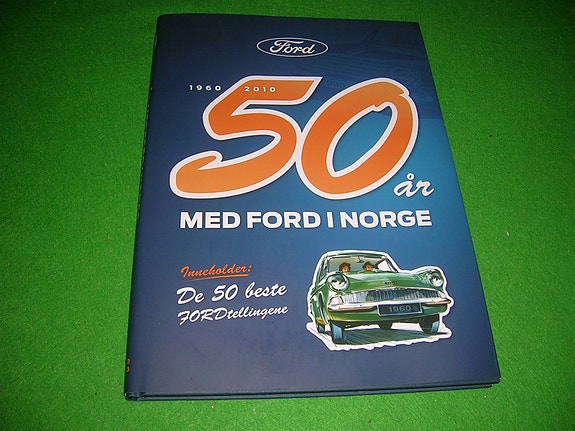 Ford
1960 2010
50
år
MED FORD I NORGE
Inneholder:
De 50 beste
FORDtellingene
1960